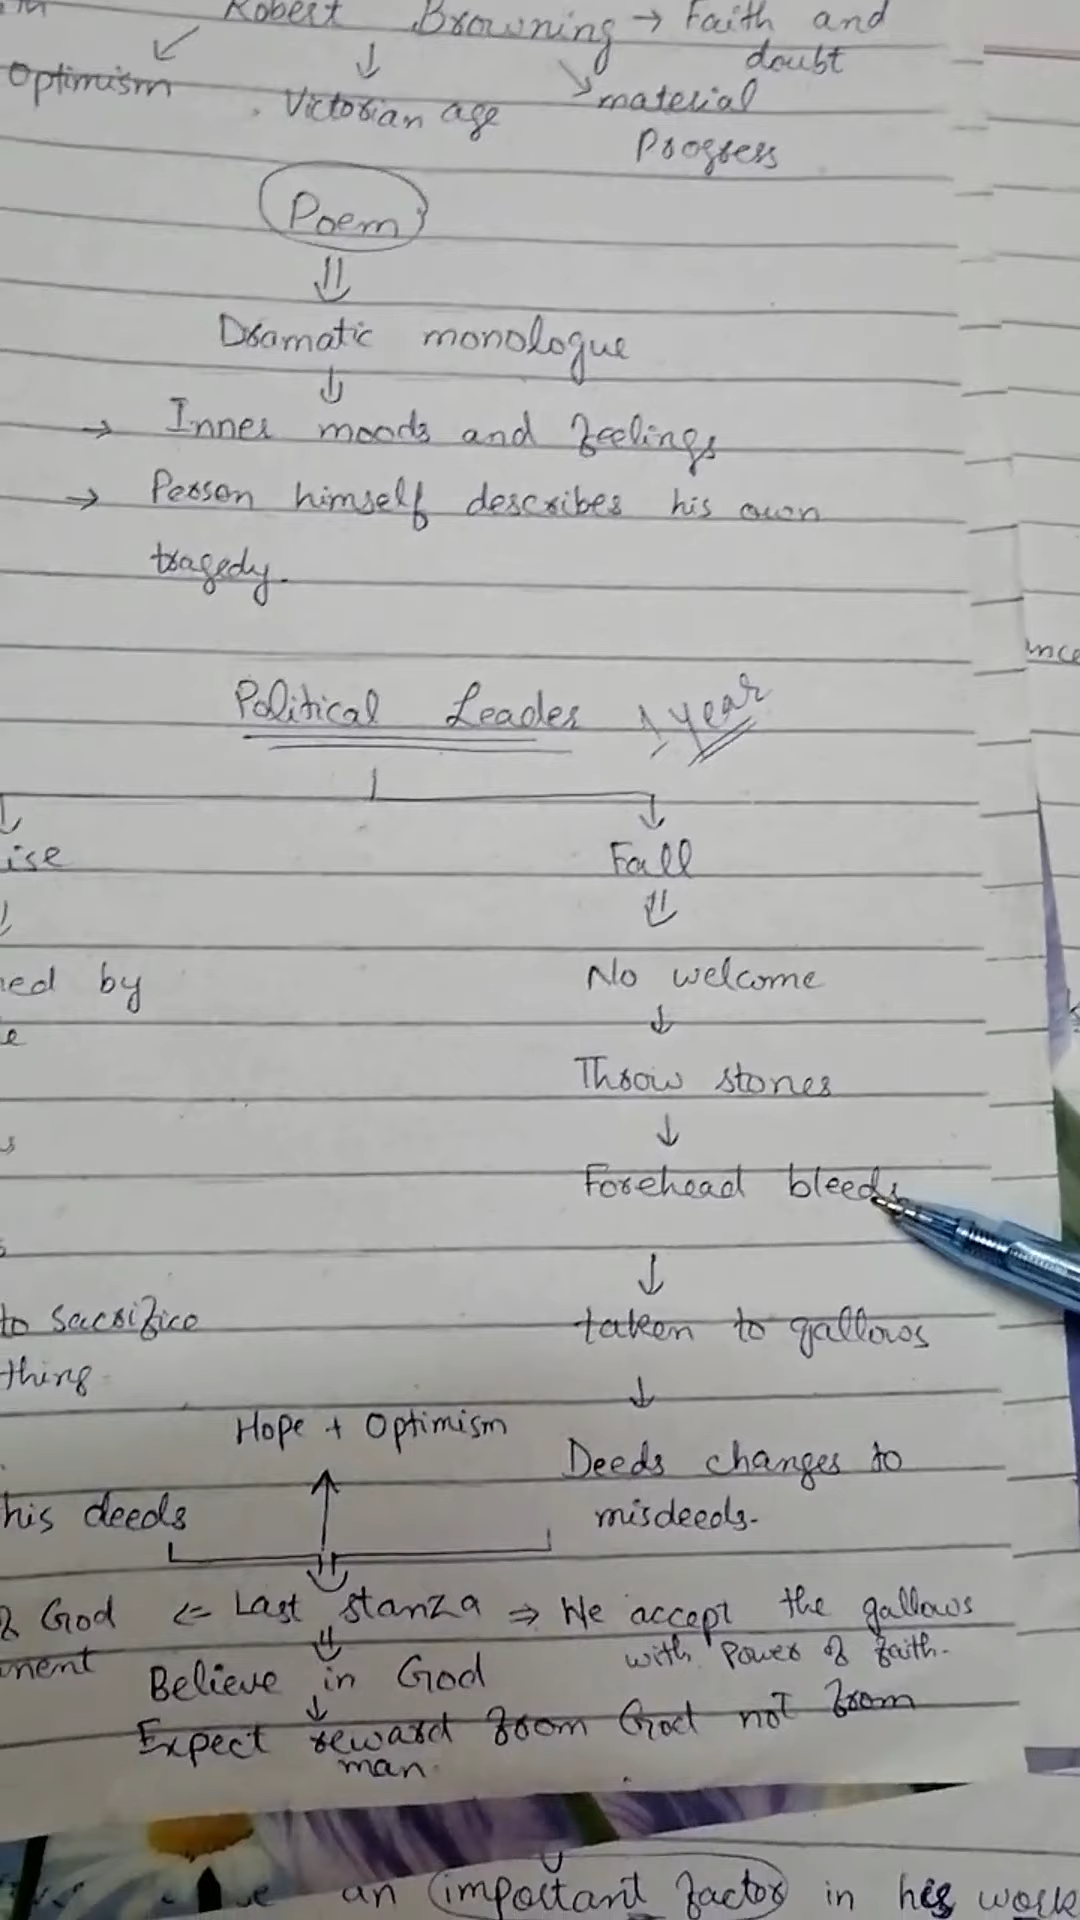 Robert Browning → Faith and
doubt
Optimism
Victorian age
material
Progress
Poem
Dramatic monologue
→ Inner moods and feelings
→ Person himself describes his own
tragedy.
Political Leader 1 year
ise
Fall
ned by
No welcome
e
Throw stones
s
Forehead bleeds
to sacrifice
thing
taken to gallows
Hope + Optimism
Deeds changes to
misdeeds.
his deeds
God ⇐ Last stanza ⇒ We accept the gallows
with Power of faith.
ment
Believe in God
Expect reward from God not from
man.
an important factor in his work